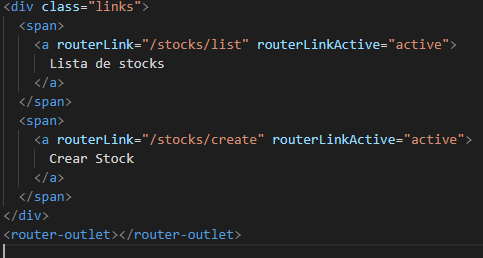 <div class="links">
<span>
<a routerLink="/stocks/list" routerLinkActive="active">
Lista de stocks
</a>
</span>
<span>
<a routerLink="/stocks/create" routerLinkActive="active">
Crear Stock
</a>
</span>
</div>
<router-outlet></router-outlet>